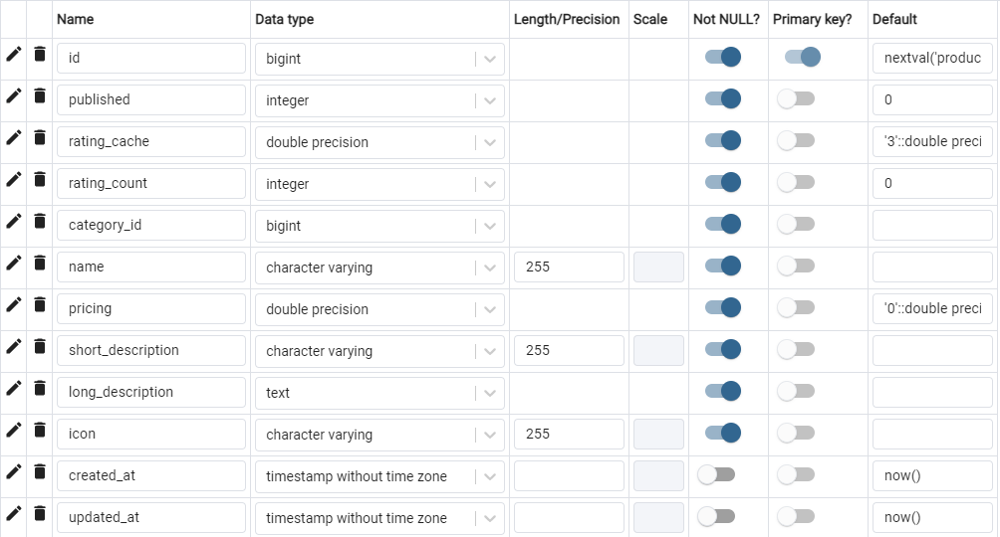 Name Data type Length/Precision Scale Not NULL? Primary key? Default
id bigint nextval('produc
published integer 0
rating_cache double precision '3'::double preci
rating_count integer 0
category_id bigint
name character varying 255
pricing double precision '0'::double preci
short_description character varying 255
long_description text
icon character varying 255
created_at timestamp without time zone now()
updated_at timestamp without time zone now()